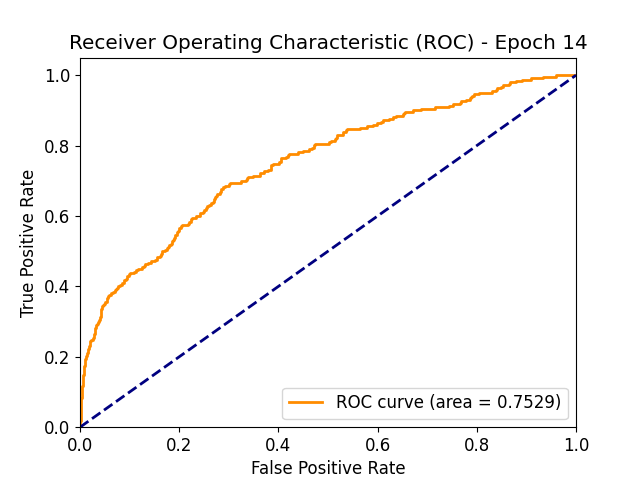 Receiver Operating Characteristic (ROC) - Epoch 14
1.0
0.8
0.6
0.4
0.2
0.0
True Positive Rate
ROC curve (area = 0.7529)
0.0 0.2 0.4 0.6 0.8 1.0
False Positive Rate